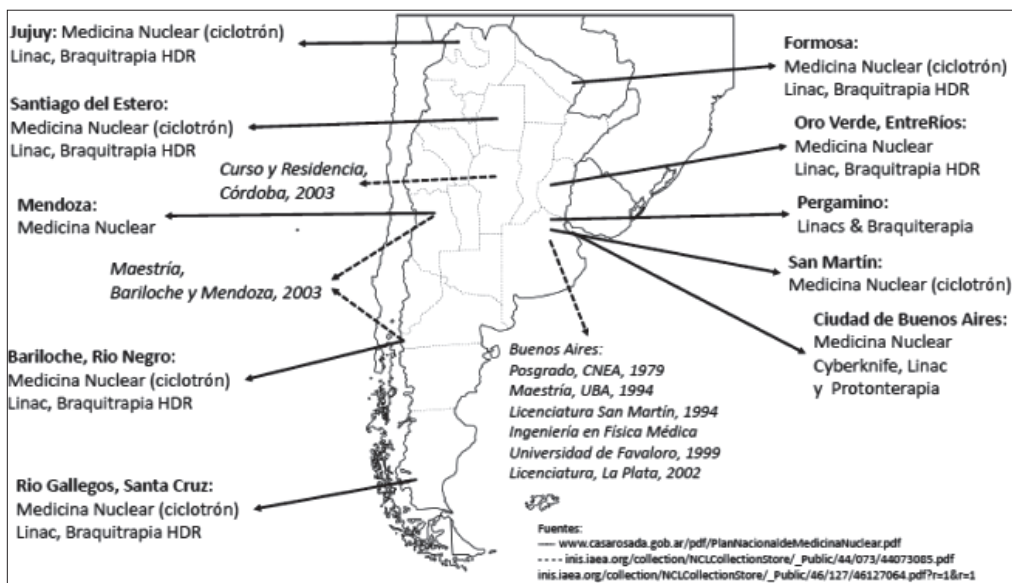 Jujuy: Medicina Nuclear (ciclotrón)
Linac, Braquitrapia HDR
Santiago del Estero:
Medicina Nuclear (ciclotrón)
Linac, Braquitrapia HDR
Curso y Residencia,
Córdoba, 2003
Mendoza:
Medicina Nuclear
Maestría,
Bariloche y Mendoza, 2003
Bariloche, Rio Negro:
Medicina Nuclear (ciclotrón)
Linac, Braquitrapia HDR
Rio Gallegos, Santa Cruz:
Medicina Nuclear (ciclotrón)
Linac, Braquitrapia HDR
Formosa:
Medicina Nuclear (ciclotrón)
Linac, Braquitrapia HDR
Oro Verde, EntreRíos:
Medicina Nuclear
Linac, Braquitrapia HDR
Pergamino:
Linacs & Braquiterapia
San Martín:
Medicina Nuclear (ciclotrón)
Ciudad de Buenos Aires:
Medicina Nuclear
Cyberknife, Linac
y Protonterapia
Buenos Aires:
Posgrado, CNEA, 1979
Maestría, UBA, 1994
Licenciatura San Martín, 1994
Ingeniería en Física Médica
Universidad de Favaloro, 1999
Licenciatura, La Plata, 2002
Fuentes:
www.casarosada.gob.ar/pdf/PlanNacionaldeMedicinaNuclear.pdf
inis.iaea.org/collection/NCLCollectionStore/_Public/44/073/44073085.pdf
inis.iaea.org/collection/NCLCollectionStore/_Public/46/127/46127064.pdf?r=1&r=1